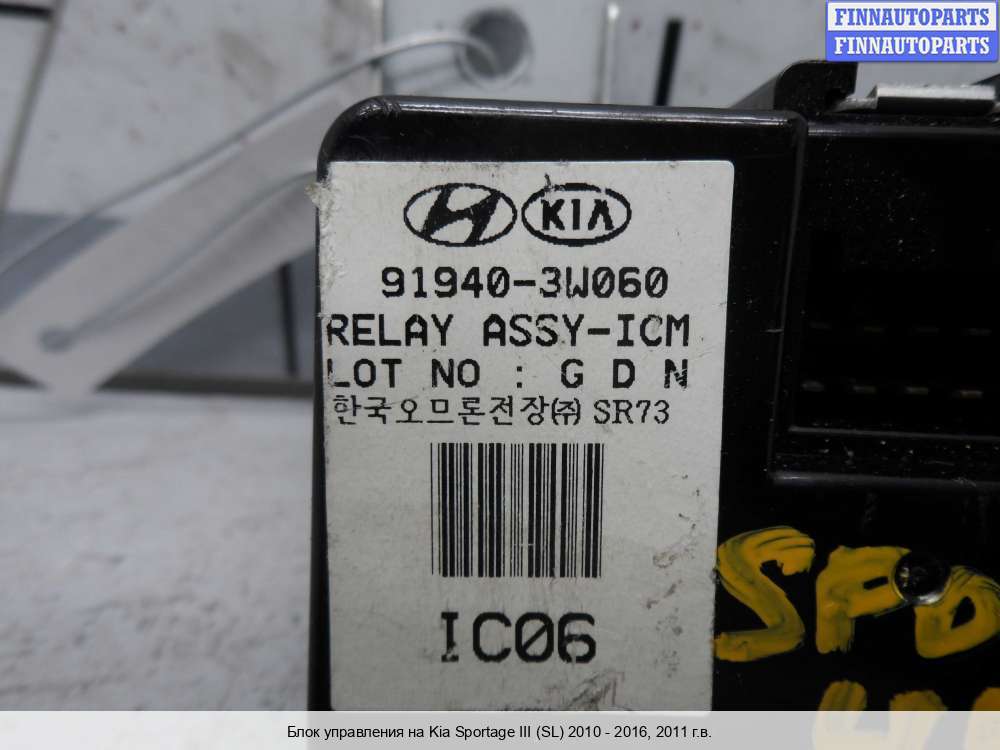 FINNAUTOPARTS
FINNAUTOPARTS
KIA
91940-3W060
RELAY ASSY-ICM
LOT NO : G D N
한국오므론전장㈜ SR73
IC06
Блок управления на Kia Sportage III (SL) 2010 - 2016, 2011 г.в.